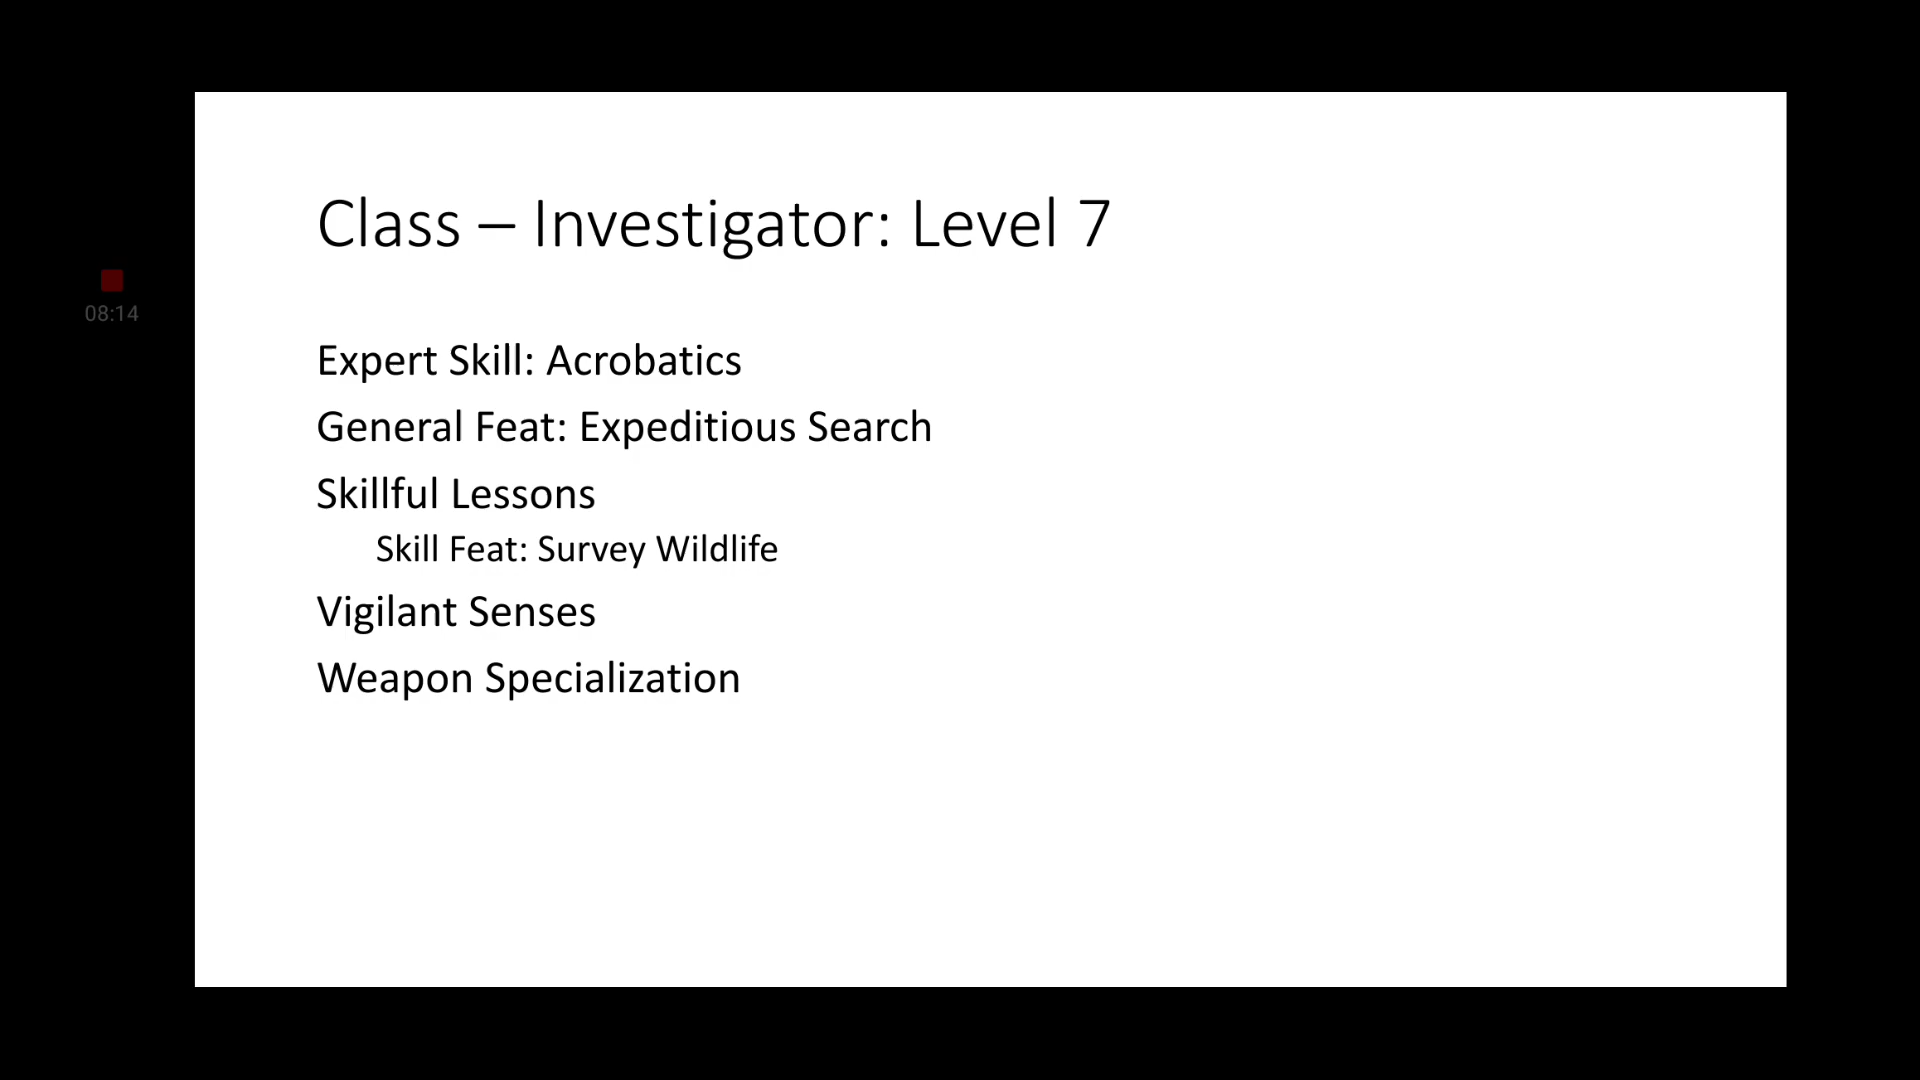 Class – Investigator: Level 7
08:14
Expert Skill: Acrobatics
General Feat: Expeditious Search
Skillful Lessons
Skill Feat: Survey Wildlife
Vigilant Senses
Weapon Specialization